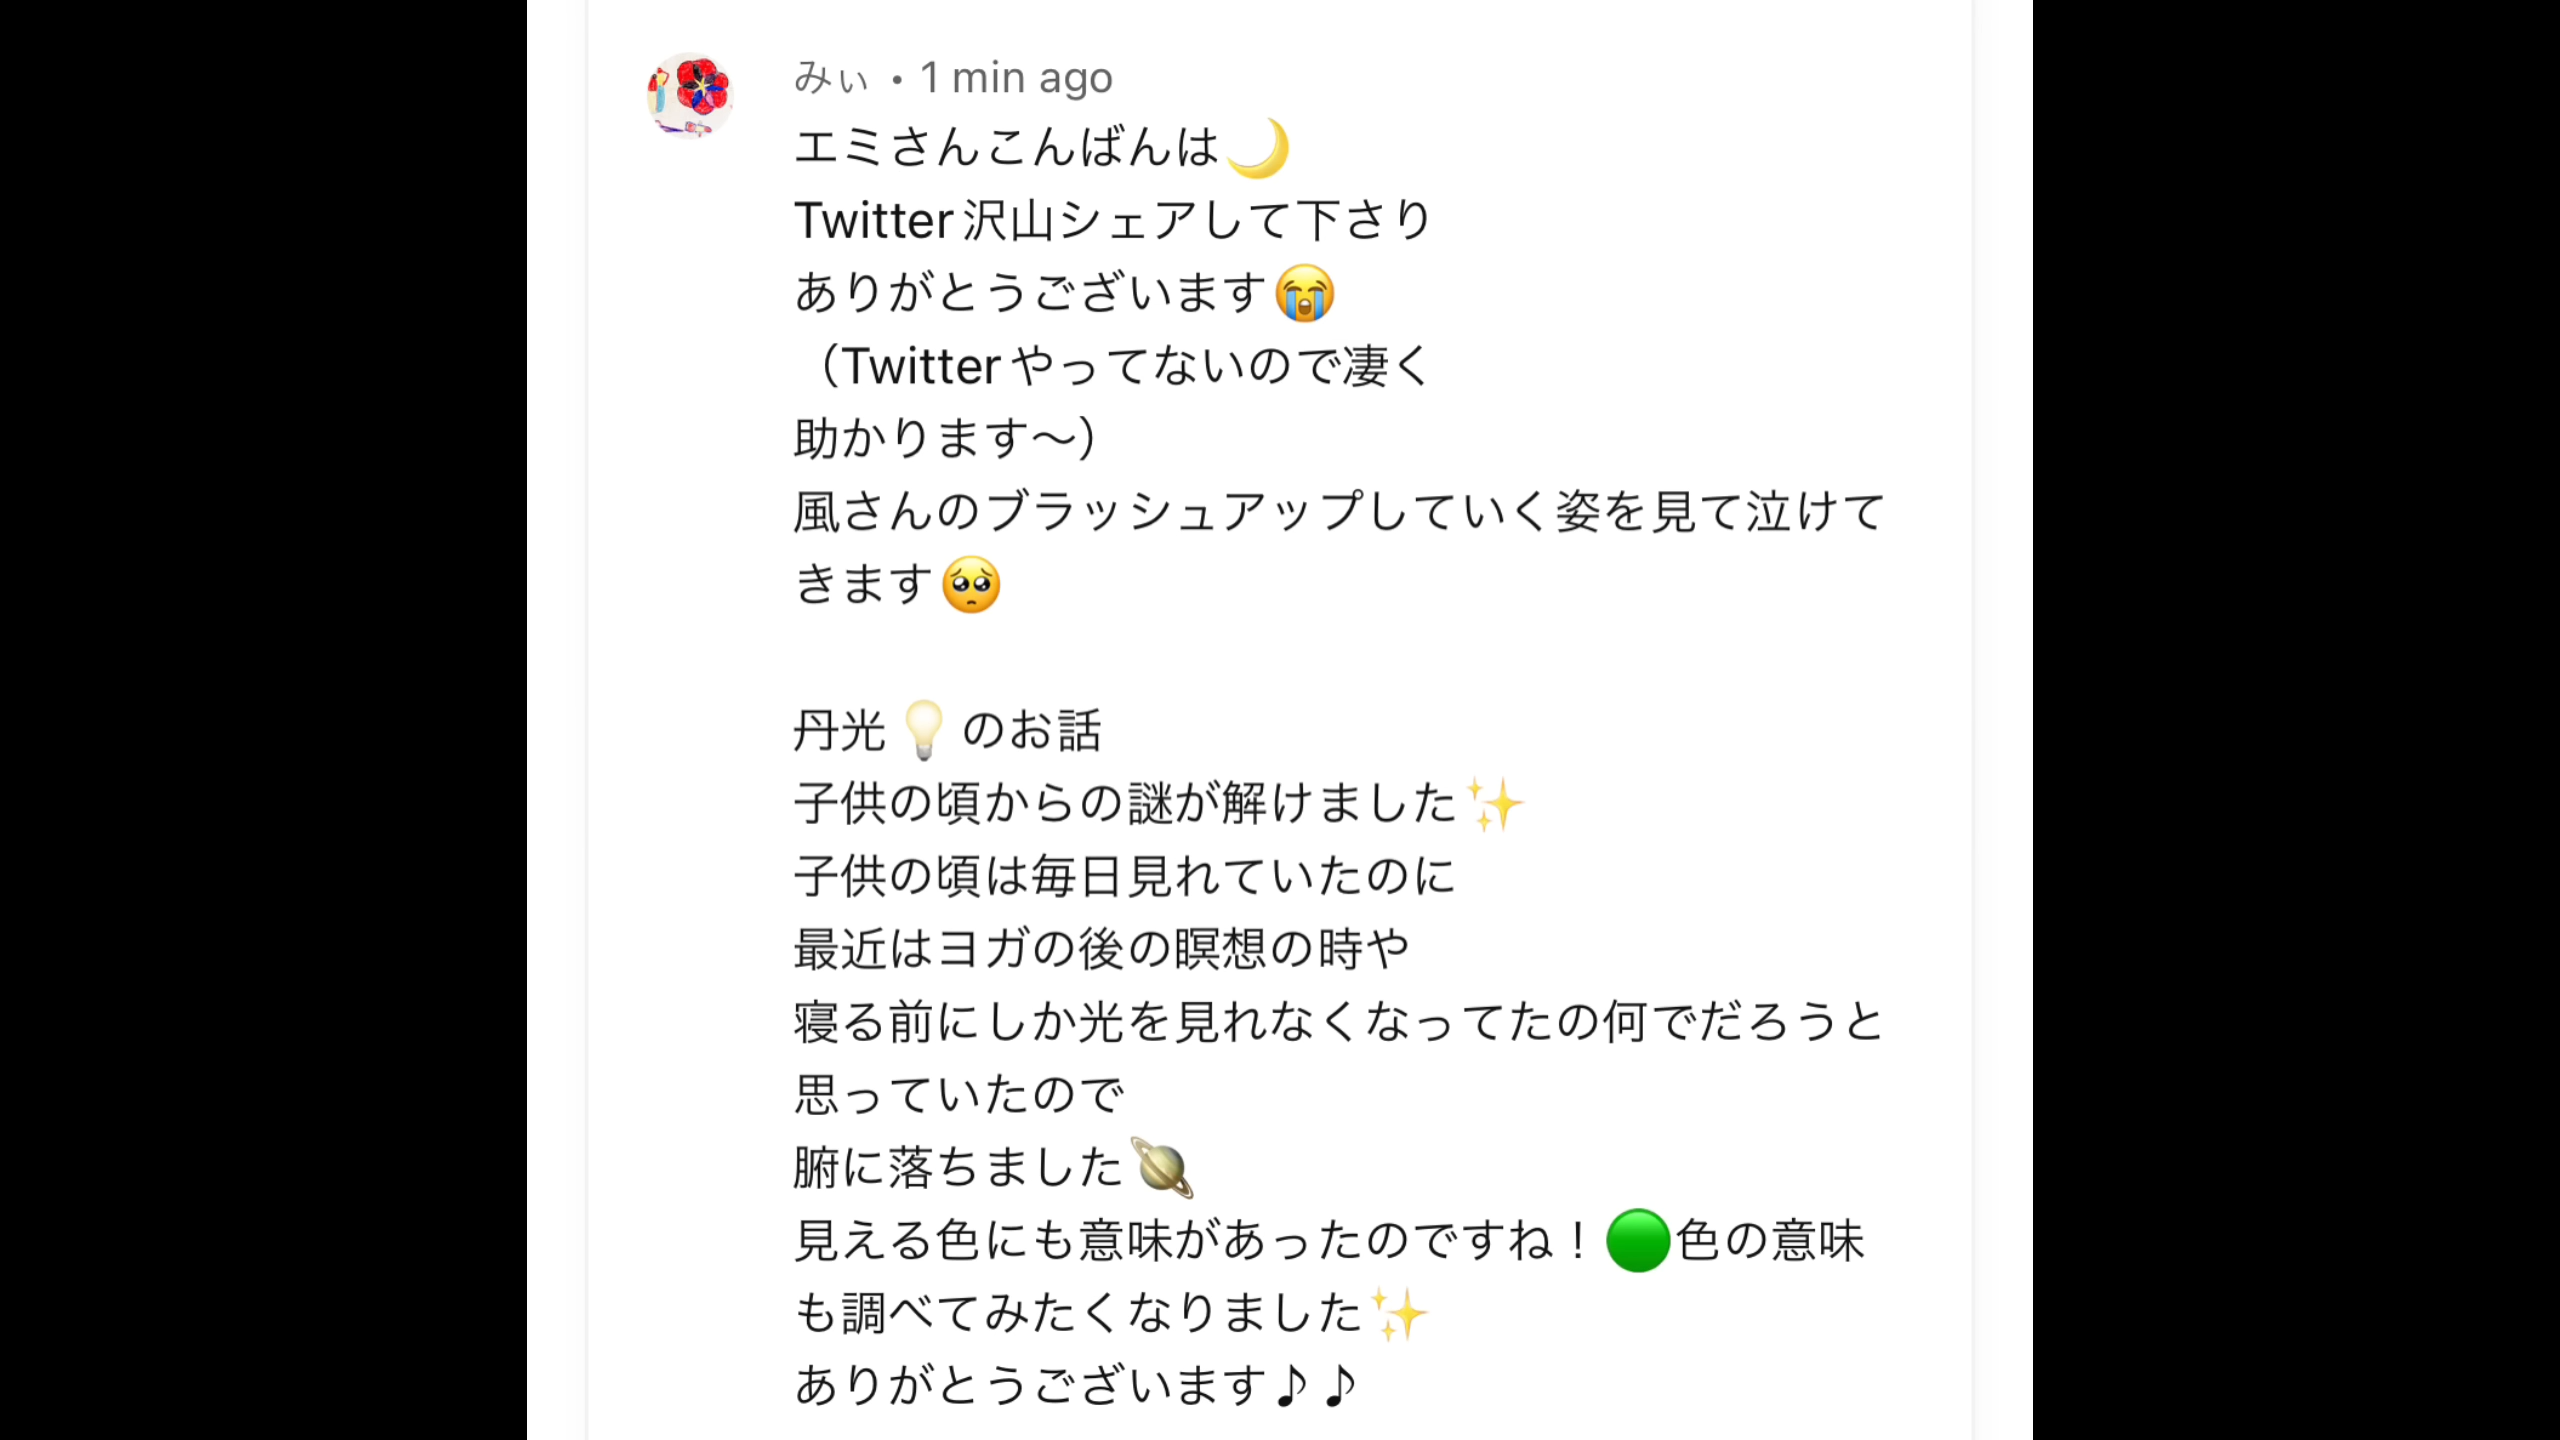 みぃ • 1 min ago
エミさんこんばんは🌙
Twitter沢山シェアして下さり
ありがとうございます😭
（Twitterやってないので凄く
助かります〜）
風さんのブラッシュアップしていく姿を見て泣けて
きます🥺
丹光💡のお話
子供の頃からの謎が解けました✨
子供の頃は毎日見れていたのに
最近はヨガの後の瞑想の時や
寝る前にしか光を見れなくなってたの何でだろうと
思っていたので
腑に落ちました🪐
見える色にも意味があったのですね！🟢色の意味
も調べてみたくなりました✨
ありがとうございます♪♪